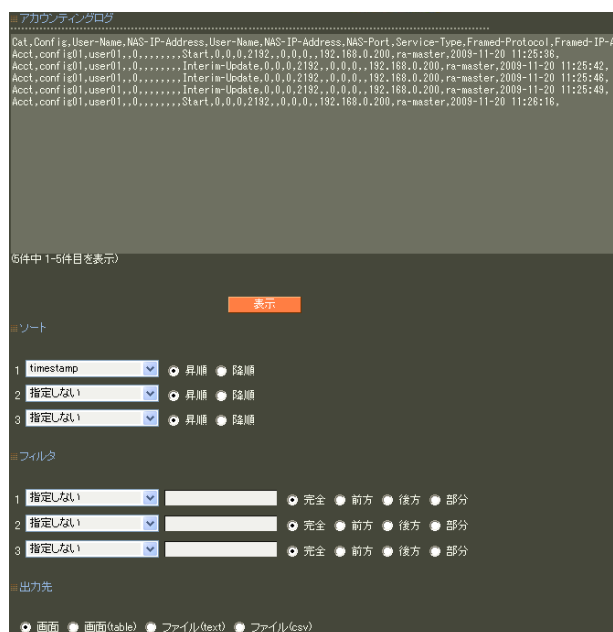 アカウンティングログ
Cat,Config,User-Name,NAS-IP-Address,User-Name,NAS-IP-Address,NAS-Port,Service-Type,Framed-Protocol,Framed-IP-A
Acct,config01,user01,,0,,,,,,,,Start,0,0,0,2192,,0,0,0,,192.168.0.200,ra-master,2009-11-20 11:25:36,
Acct,config01,user01,,0,,,,,,,,Interim-Update,0,0,0,2192,,0,0,0,,192.168.0.200,ra-master,2009-11-20 11:25:42,
Acct,config01,user01,,0,,,,,,,,Interim-Update,0,0,0,2192,,0,0,0,,192.168.0.200,ra-master,2009-11-20 11:25:46,
Acct,config01,user01,,0,,,,,,,,Interim-Update,0,0,0,2192,,0,0,0,,192.168.0.200,ra-master,2009-11-20 11:25:49,
Acct,config01,user01,,0,,,,,,,,Start,0,0,0,2192,,0,0,0,,192.168.0.200,ra-master,2009-11-20 11:26:16,
(5件中 1-5件目を表示)
表示
ソート
1 timestamp 昇順 降順
2 指定しない 昇順 降順
3 指定しない 昇順 降順
フィルタ
1 指定しない 完全 前方 後方 部分
2 指定しない 完全 前方 後方 部分
3 指定しない 完全 前方 後方 部分
出力先
画面 画面(table) ファイル(text) ファイル(csv)